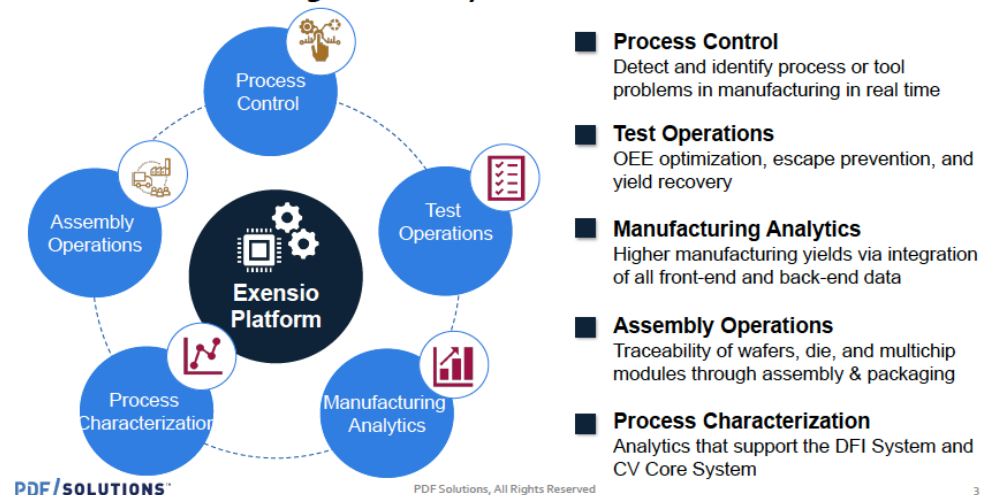 Process
Control
Assembly
Operations
Test
Operations
Exensio
Platform
Process
Characterization
Manufacturing
Analytics
Process Control
Detect and identify process or tool
problems in manufacturing in real time
Test Operations
OEE optimization, escape prevention, and
yield recovery
Manufacturing Analytics
Higher manufacturing yields via integration
of all front-end and back-end data
Assembly Operations
Traceability of wafers, die, and multichip
modules through assembly & packaging
Process Characterization
Analytics that support the DFI System and
CV Core System
PDF/SOLUTIONS™
PDF Solutions, All Rights Reserved
3